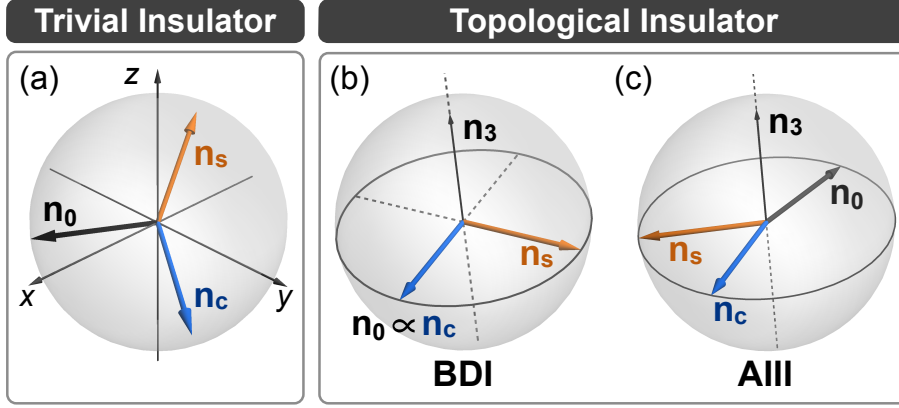 Trivial Insulator
Topological Insulator
(a)
z
n_s
n_0
n_c
x
y
(b)
n_3
n_s
n_0 ∝ n_c
BDI
(c)
n_3
n_0
n_s
n_c
AIII